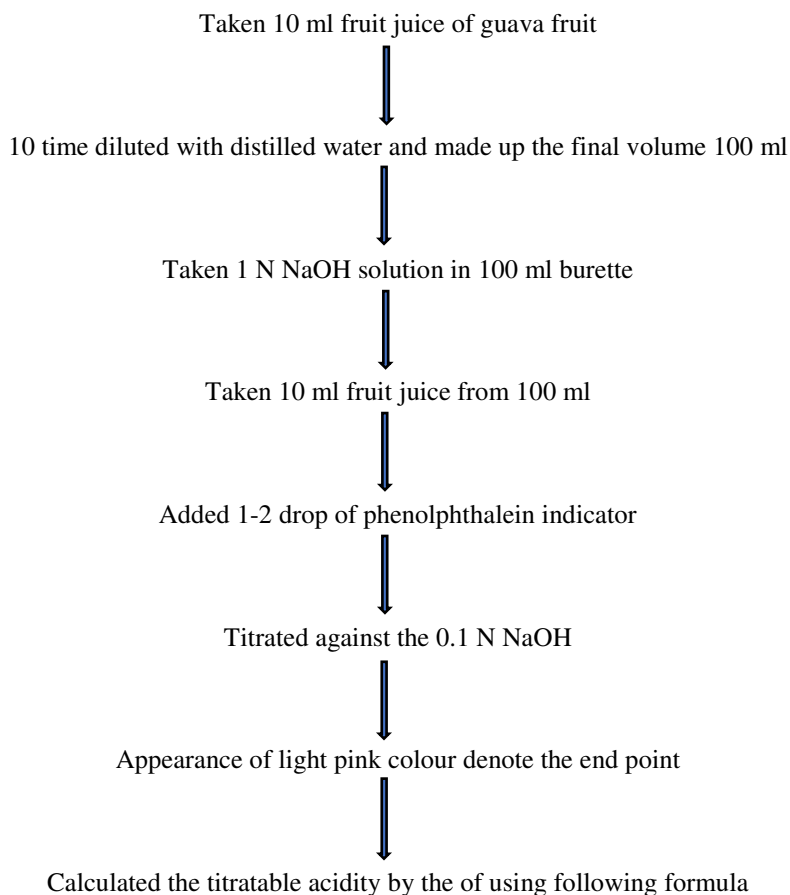 Taken 10 ml fruit juice of guava fruit
10 time diluted with distilled water and made up the final volume 100 ml
Taken 1 N NaOH solution in 100 ml burette
Taken 10 ml fruit juice from 100 ml
Added 1-2 drop of phenolphthalein indicator
Titrated against the 0.1 N NaOH
Appearance of light pink colour denote the end point
Calculated the titratable acidity by the of using following formula